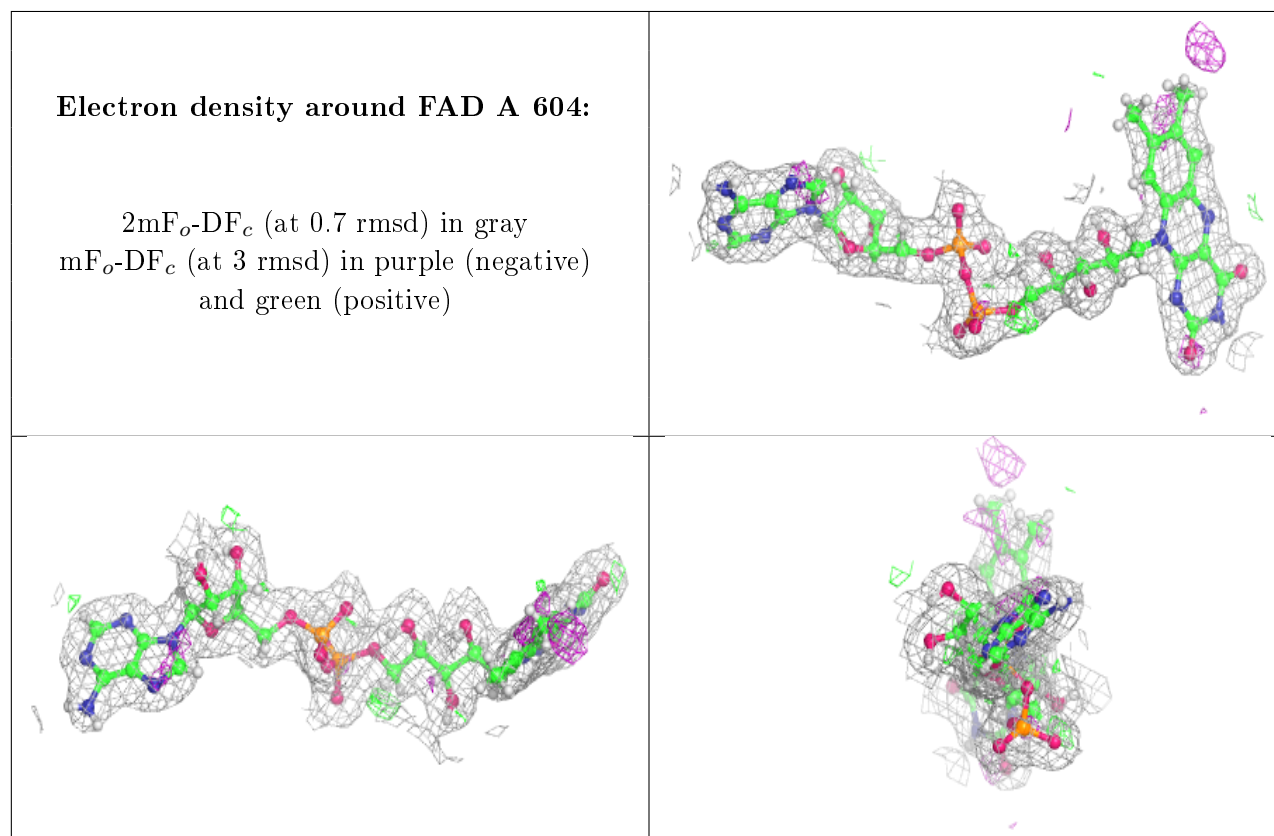 Electron density around FAD A 604:
2mFₒ-DF𝒸 (at 0.7 rmsd) in gray
mFₒ-DF𝒸 (at 3 rmsd) in purple (negative)
and green (positive)